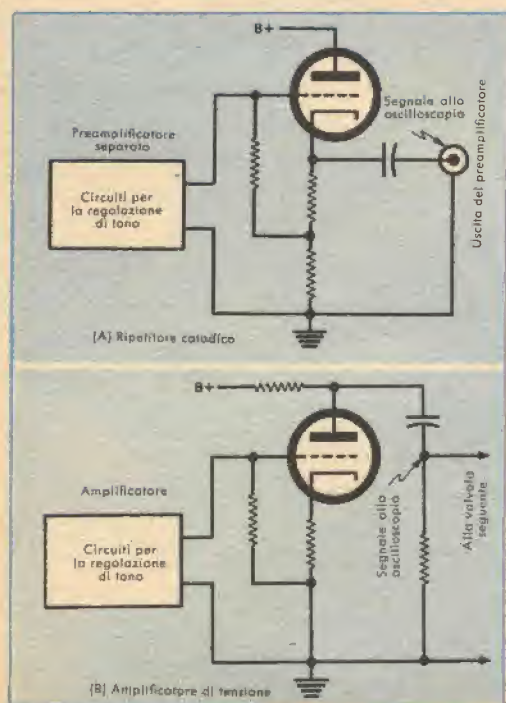 B+
Segnale allo
oscilloscopio
Uscita del preamplificatore
Preamplificatore
separato
Circuiti per
la regolazione
di tono
(A) Ripetitore catodico
B+
Amplificatore
Circuiti per
la regolazione
di tono
Segnale allo
oscilloscopio
Alla valvola
seguente
(B) Amplificatore di tensione